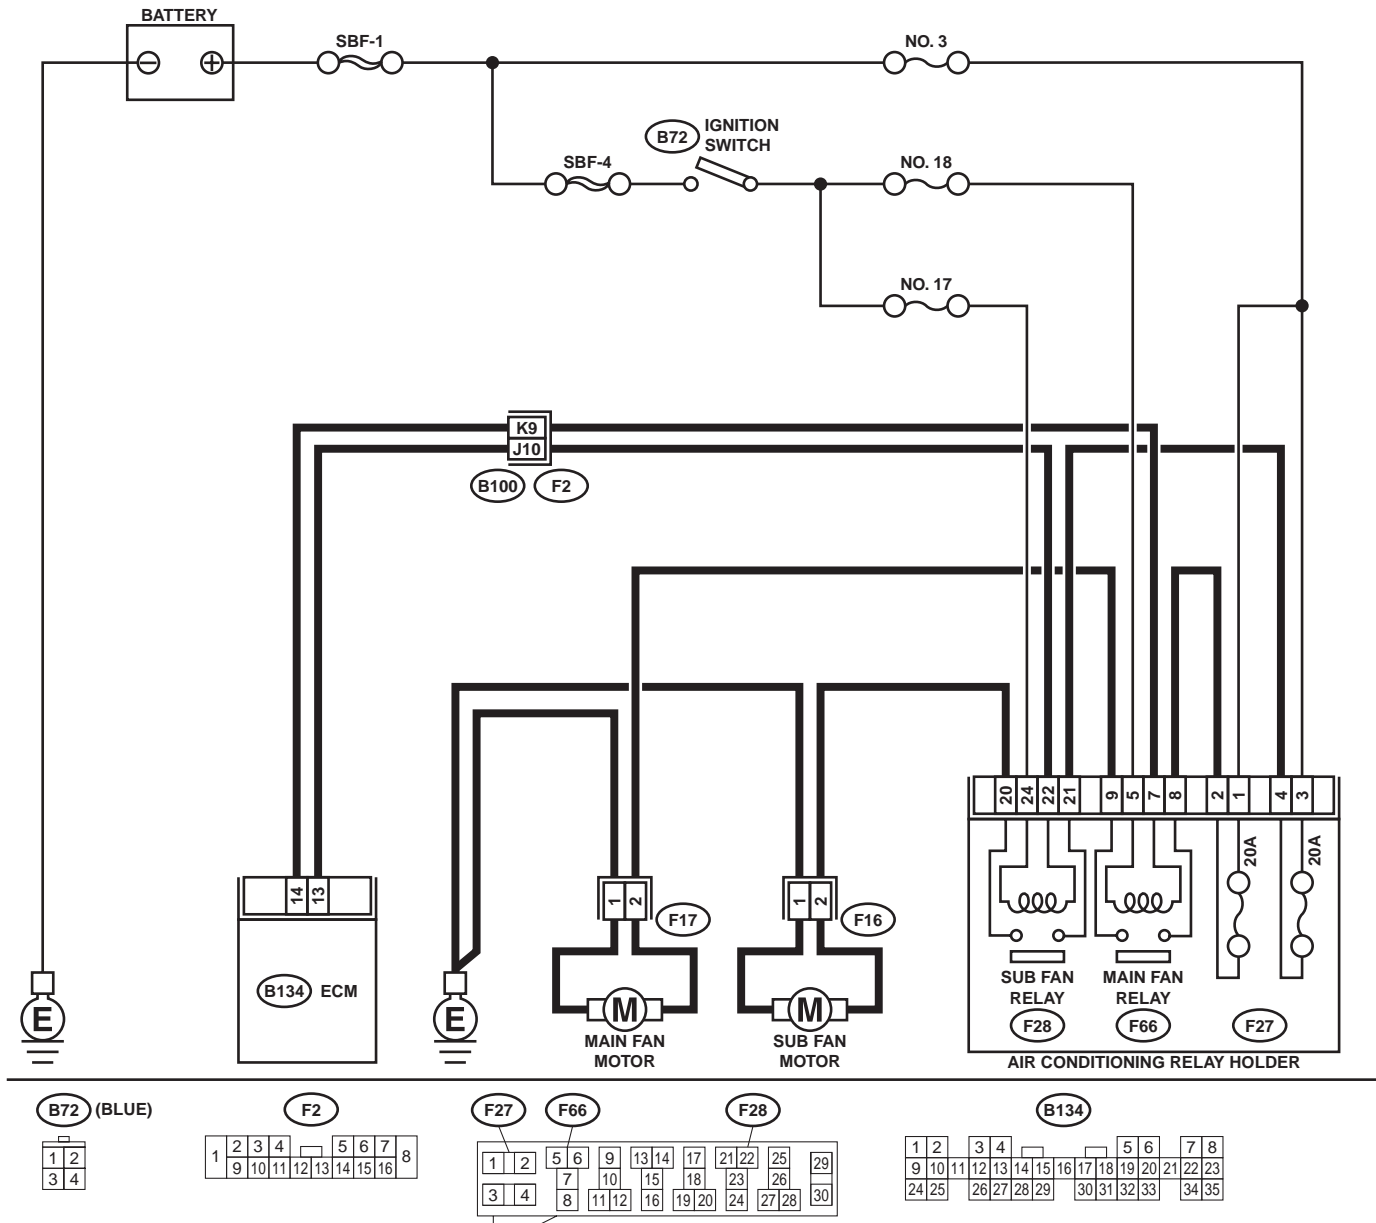 BATTERY
SBF-1
NO. 3
B72
IGNITION
SWITCH
SBF-4
NO. 18
NO. 17
K9
J10
B100
F2
20 24 22 21 9 5 7 8 2 1 4 3
20A
20A
14 13
1 2
F17
1 2
F16
B134 ECM
E
E
M
MAIN FAN
MOTOR
M
SUB FAN
MOTOR
SUB FAN
RELAY
F28
MAIN FAN
RELAY
F66
F27
AIR CONDITIONING RELAY HOLDER
B72 (BLUE)
1 2
3 4
F2
1 2 3 4 5 6 7 8
9 10 11 12 13 14 15 16
F27
F66
F28
1 2 5 6 9 13 14 17 21 22 25 29
7 10 15 18 23 26
3 4 8 11 12 16 19 20 24 27 28 30
B134
1 2 3 4 5 6 7 8
9 10 11 12 13 14 15 16 17 18 19 20 21 22 23
24 25 26 27 28 29 30 31 32 33 34 35